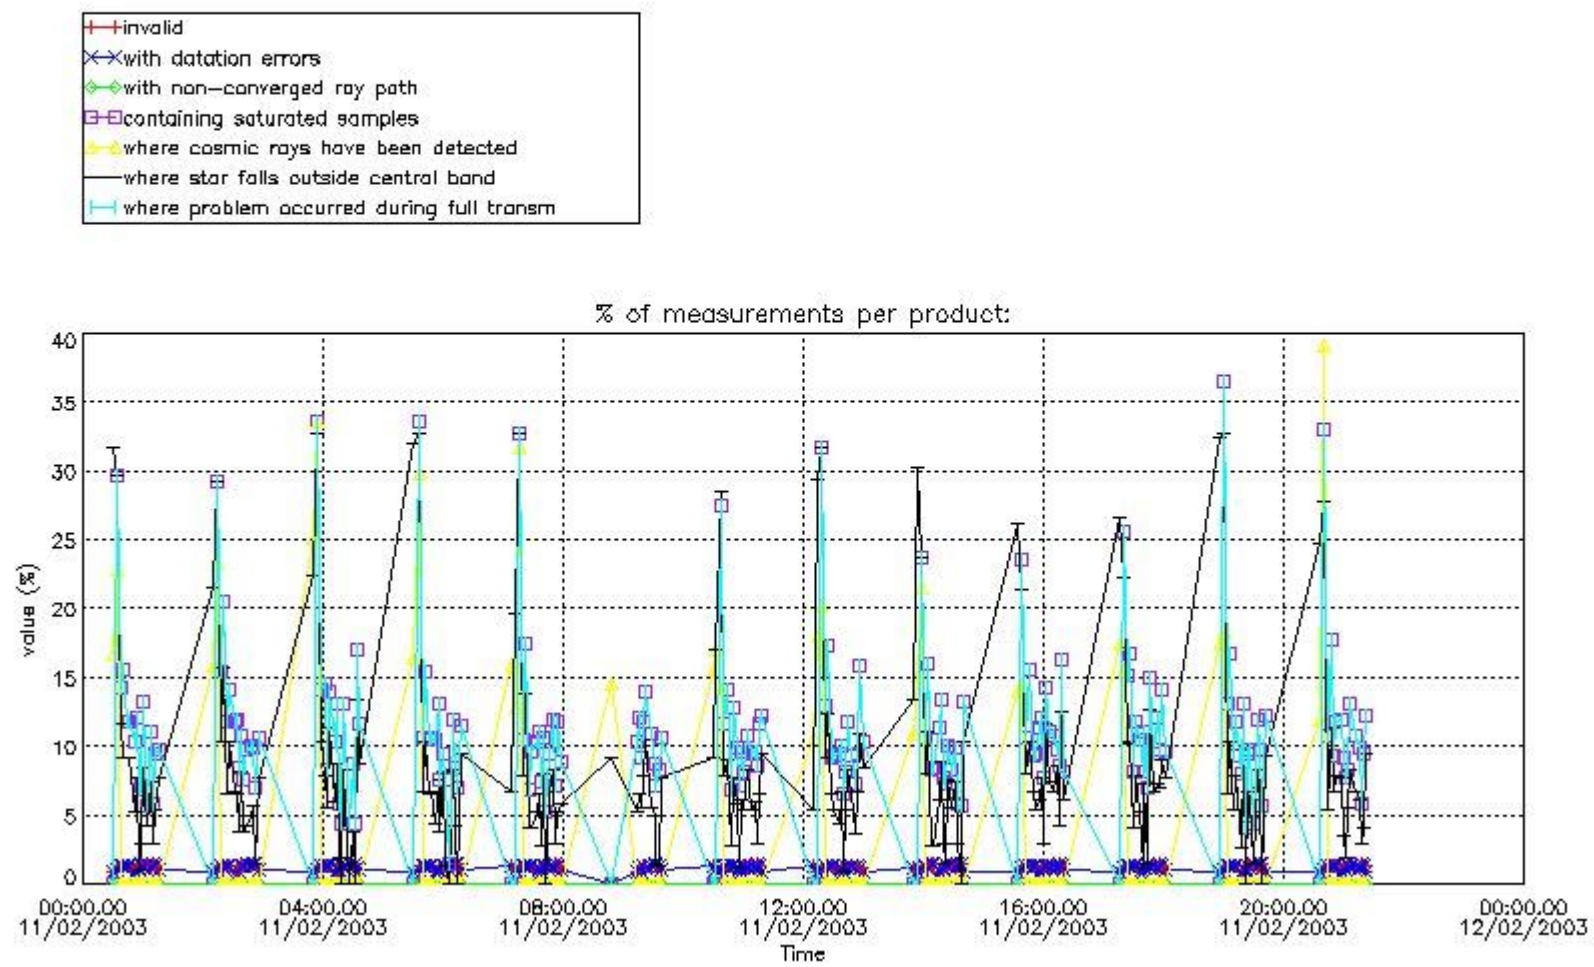 invalid
with datation errors
with non-converged ray path
containing saturated samples
where cosmic rays have been detected
where star falls outside central band
where problem occurred during full transm
% of measurements per product:
value (%)
40
35
30
25
20
15
10
5
0
00:00:00 04:00:00 08:00:00 12:00:00 16:00:00 20:00:00 00:00:00
11/02/2003 11/02/2003 11/02/2003 11/02/2003 11/02/2003 11/02/2003 12/02/2003
Time